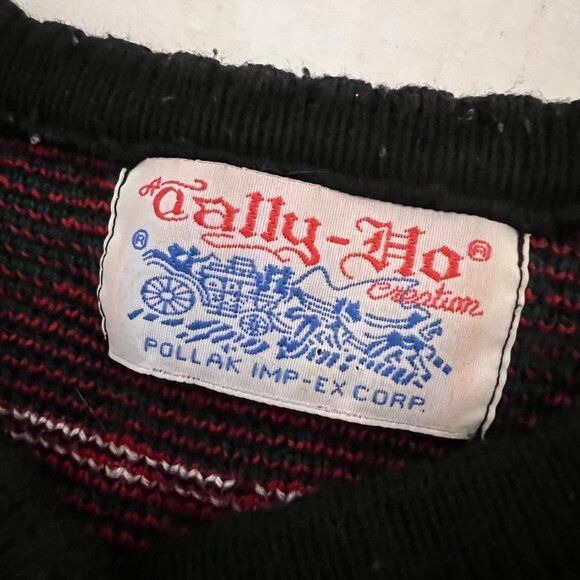 A Tally-Ho®
Creation
®
POLLAK IMP-EX CORP.